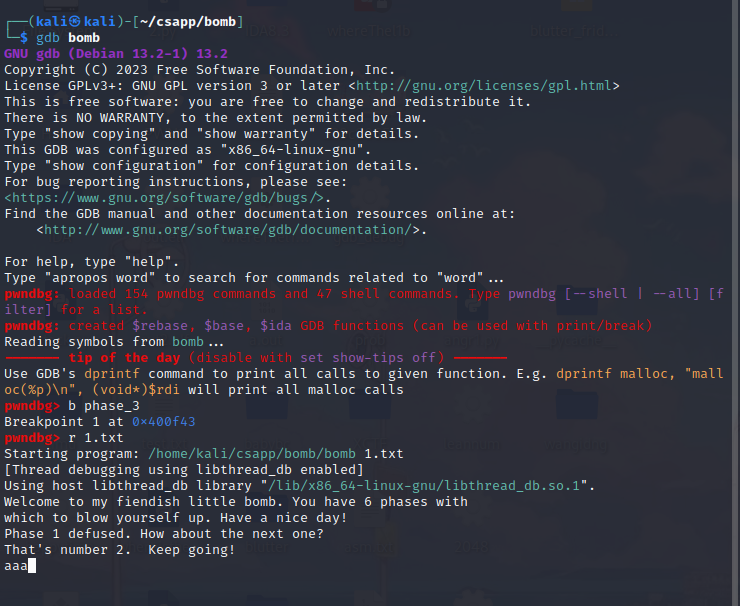 ┌──(kali㉿kali)-[~/csapp/bomb]
└─$ gdb bomb
GNU gdb (Debian 13.2-1) 13.2
Copyright (C) 2023 Free Software Foundation, Inc.
License GPLv3+: GNU GPL version 3 or later <http://gnu.org/licenses/gpl.html>
This is free software: you are free to change and redistribute it.
There is NO WARRANTY, to the extent permitted by law.
Type "show copying" and "show warranty" for details.
This GDB was configured as "x86_64-linux-gnu".
Type "show configuration" for configuration details.
For bug reporting instructions, please see:
<https://www.gnu.org/software/gdb/bugs/>.
Find the GDB manual and other documentation resources online at:
    <http://www.gnu.org/software/gdb/documentation/>.

For help, type "help".
Type "apropos word" to search for commands related to "word"...
pwndbg: loaded 154 pwndbg commands and 47 shell commands. Type pwndbg [--shell | --all] [f
ilter] for a list.
pwndbg: created $rebase, $base, $ida GDB functions (can be used with print/break)
Reading symbols from bomb...
------- tip of the day (disable with set show-tips off) -------
Use GDB's dprintf command to print all calls to given function. E.g. dprintf malloc, "mall
oc(%p)\n", (void*)$rdi will print all malloc calls
pwndbg> b phase_3
Breakpoint 1 at 0x400f43
pwndbg> r 1.txt
Starting program: /home/kali/csapp/bomb/bomb 1.txt
[Thread debugging using libthread_db enabled]
Using host libthread_db library "/lib/x86_64-linux-gnu/libthread_db.so.1".
Welcome to my fiendish little bomb. You have 6 phases with
which to blow yourself up. Have a nice day!
Phase 1 defused. How about the next one?
That's number 2.  Keep going!
aaa